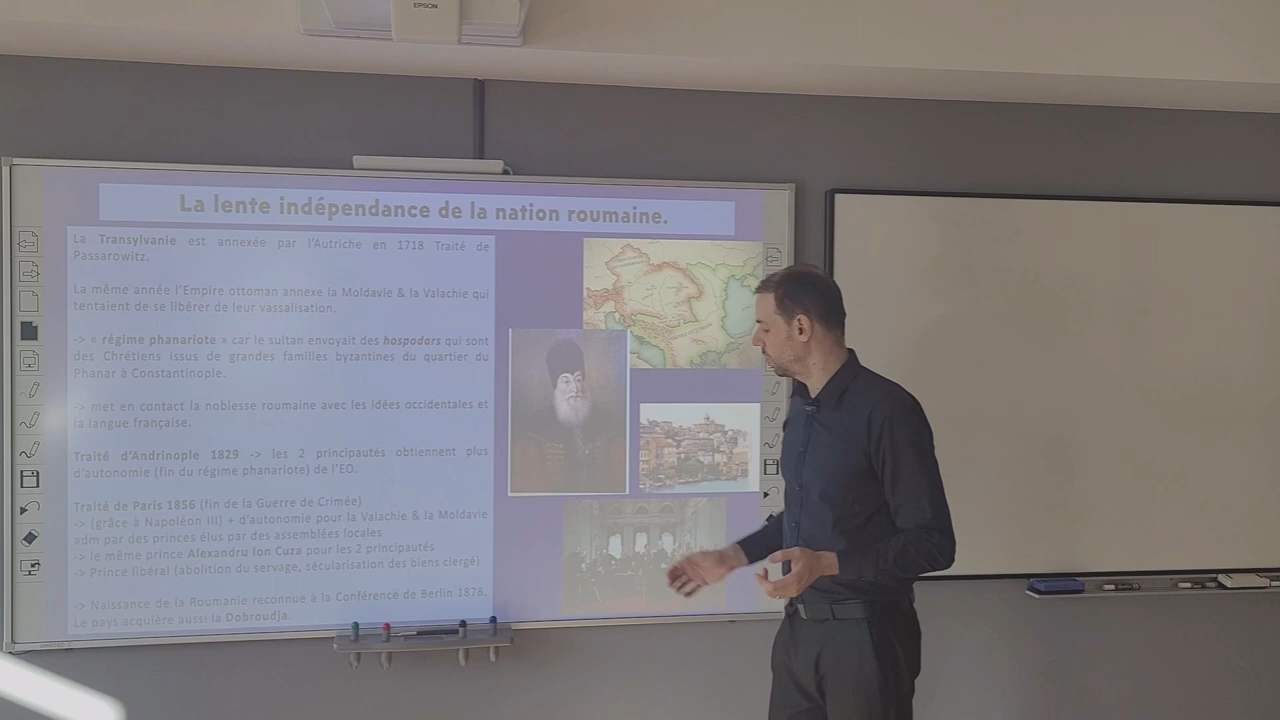 EPSON
La lente indépendance de la nation roumaine.
La Transylvanie est annexée par l'Autriche en 1718 Traité de
Passarowitz.
La même année l'Empire ottoman annexe la Moldavie & la Valachie qui
tentaient de se libérer de leur vassalisation.
-> « régime phanariote » car le sultan envoyait des hospodars qui sont
des Chrétiens issus de grandes familles byzantines du quartier du
Phanar à Constantinople.
-> met en contact la noblesse roumaine avec les idées occidentales et
la langue française.
Traité d'Andrinople 1829 -> les 2 principautés obtiennent plus
d'autonomie (fin du régime phanariote) de l'EO.
Traité de Paris 1856 (fin de la Guerre de Crimée)
-> (grâce à Napoléon III) + d'autonomie pour la Valachie & la Moldavie
adm par des princes élus par des assemblées locales
-> le même prince Alexandru Ion Cuza pour les 2 principautés
-> Prince libéral (abolition du servage, sécularisation des biens clergé)
-> Naissance de la Roumanie reconnue à la Conférence de Berlin 1878.
Le pays acquière aussi la Dobroudja.